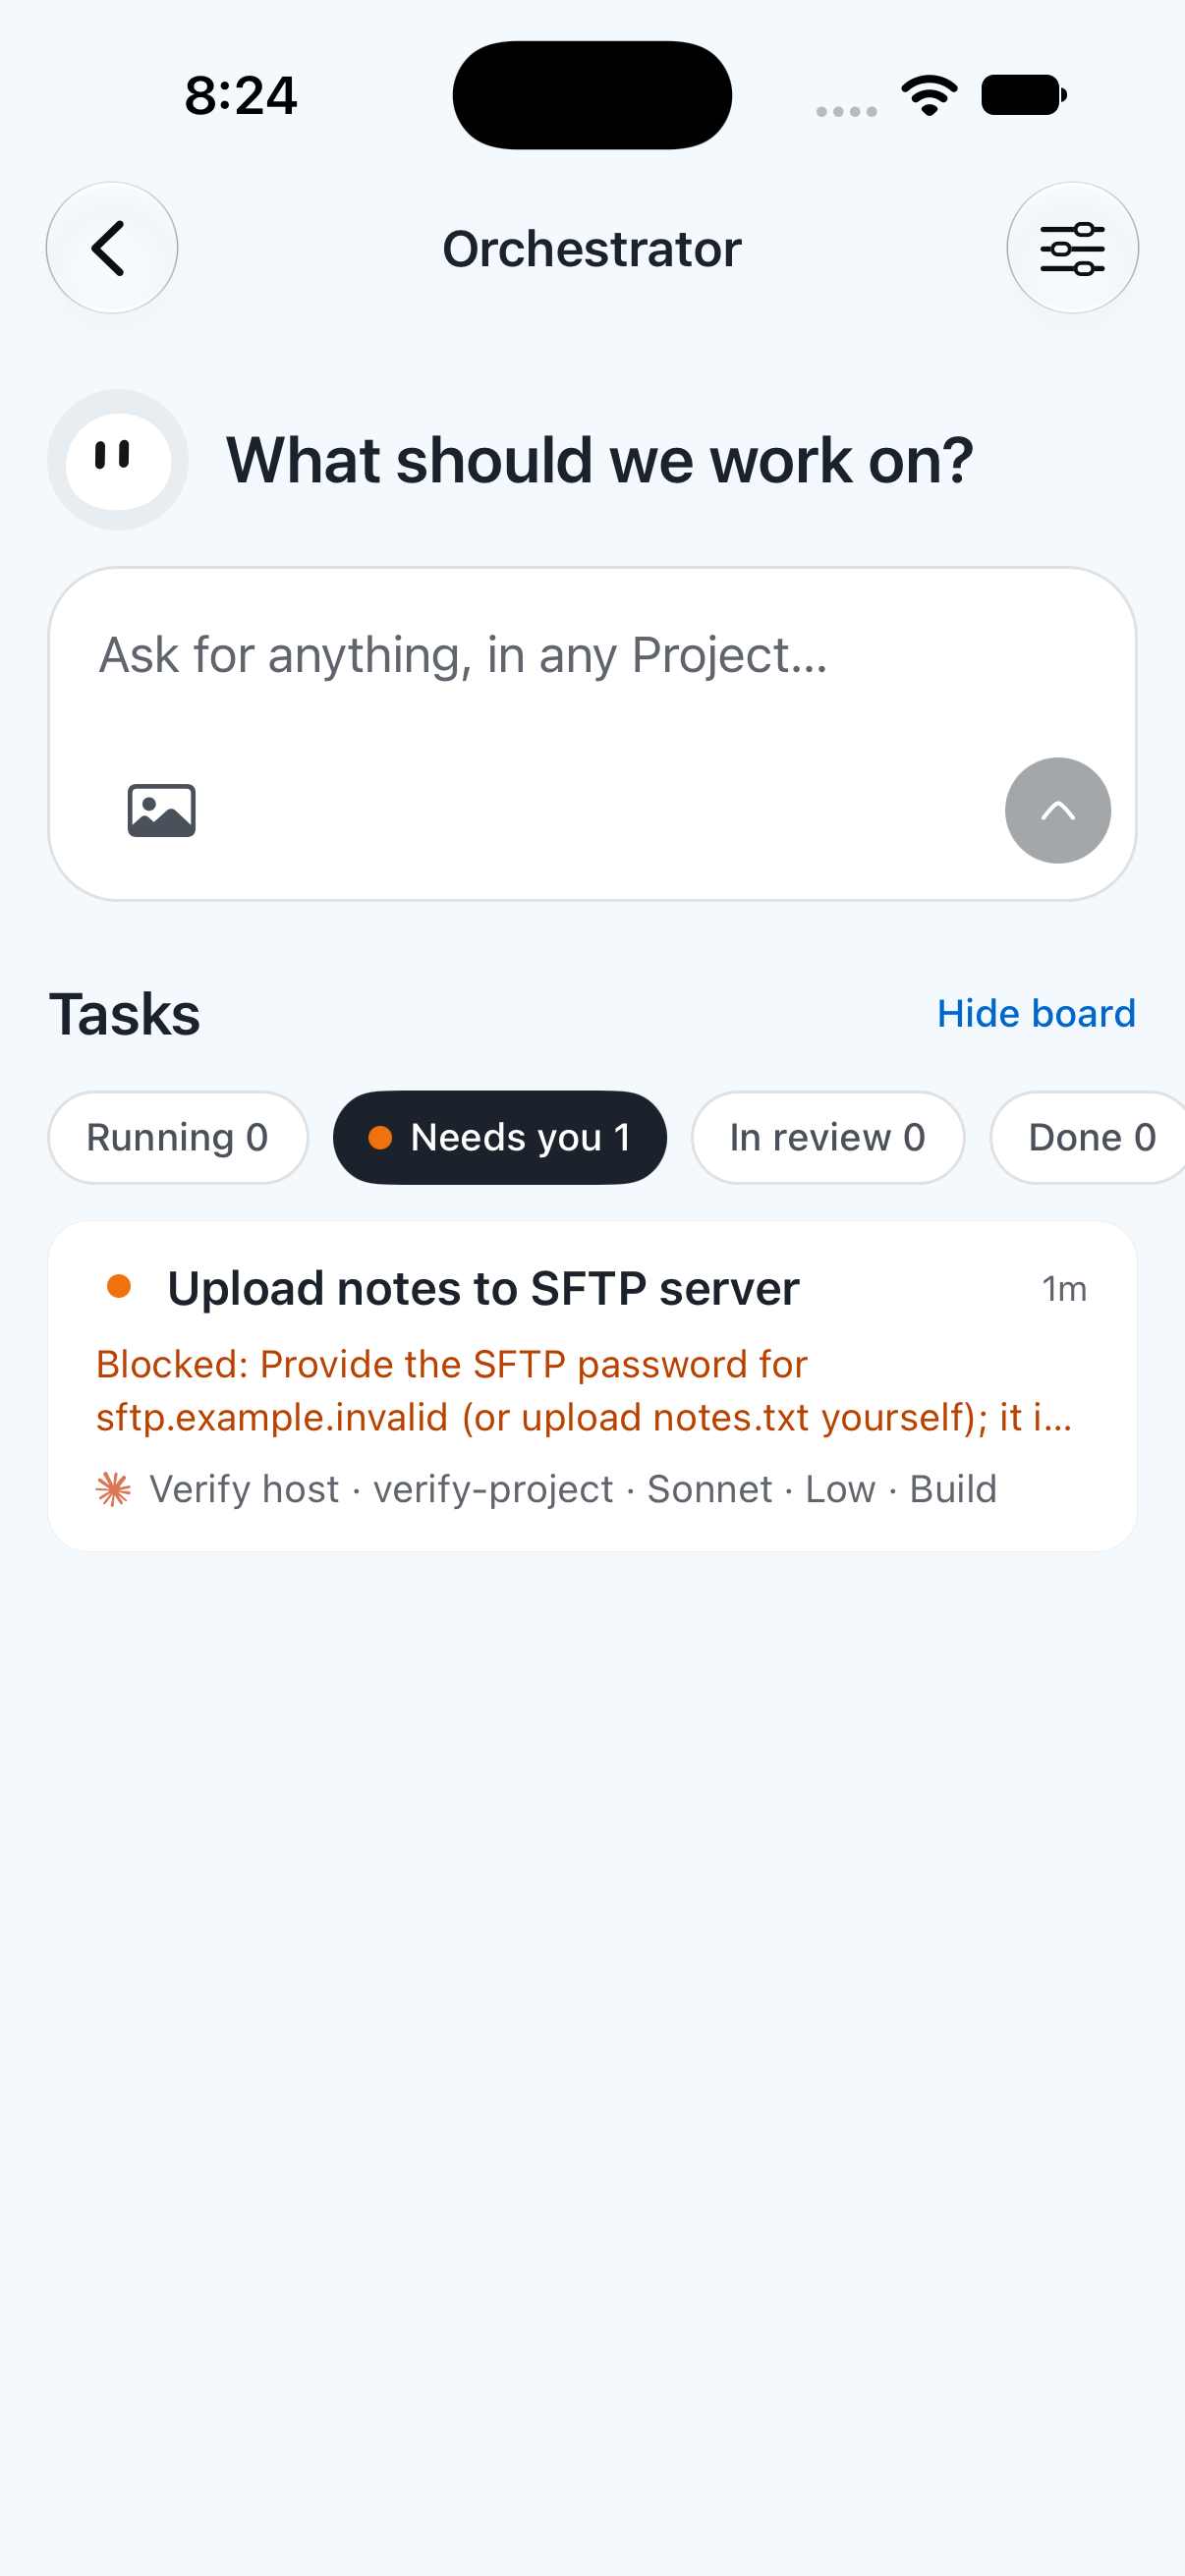 8:24
Orchestrator
What should we work on?
Ask for anything, in any Project...
Tasks
Hide board
Running 0
Needs you 1
In review 0
Done 0
Upload notes to SFTP server
1m
Blocked: Provide the SFTP password for
sftp.example.invalid (or upload notes.txt yourself); it i...
Verify host · verify-project · Sonnet · Low · Build